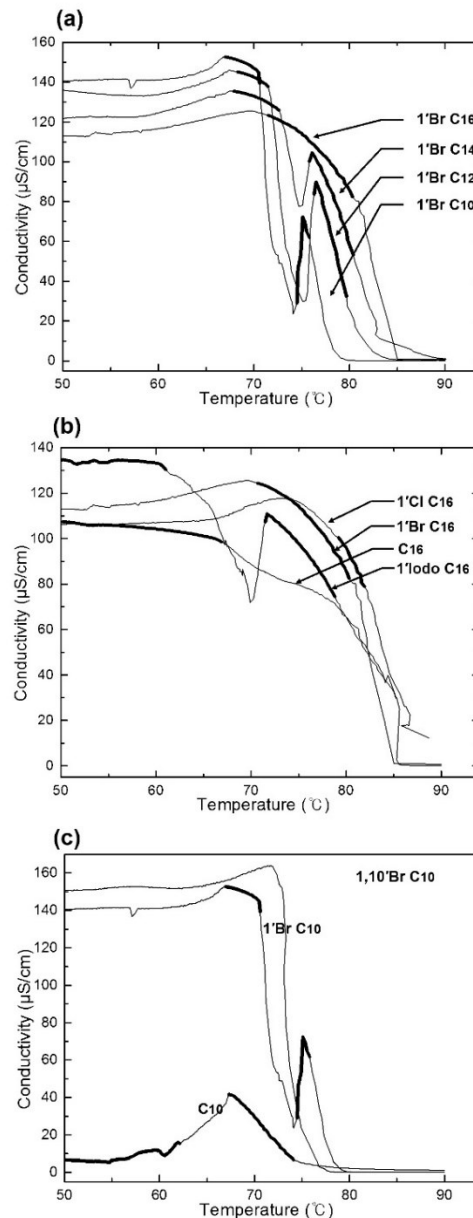 (a)
160
140
120
100
80
60
40
20
0
Conductivity (µS/cm)
1'Br C16
1'Br C14
1'Br C12
1'Br C10
50 60 70 80 90
Temperature (℃)
(b)
140
120
100
80
60
40
20
0
Conductivity (µS/cm)
1'Cl C16
1'Br C16
C16
1'Iodo C16
50 60 70 80 90
Temperature (℃)
(c)
160
140
120
100
80
60
40
20
0
Conductivity (µS/cm)
1,10'Br C10
1'Br C10
C10
50 60 70 80 90
Temperature (℃)